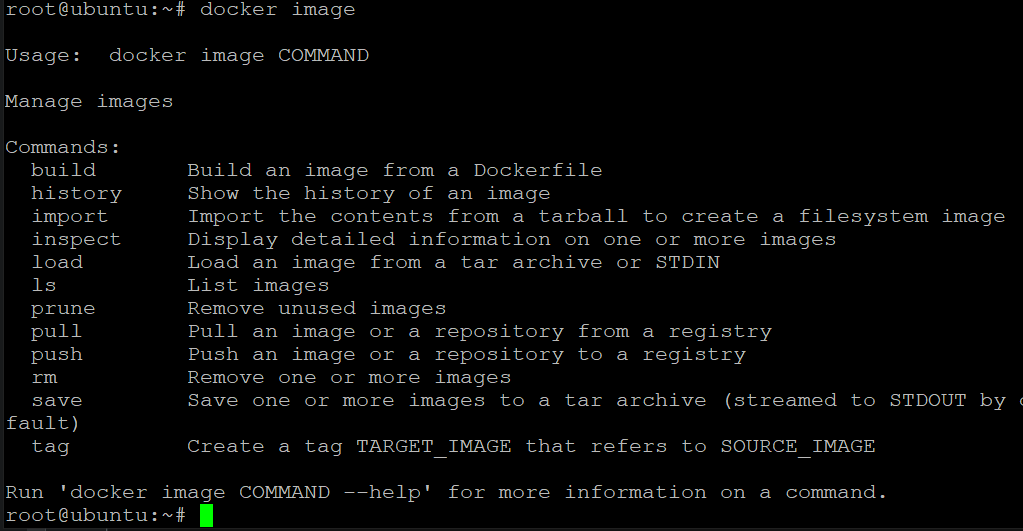 root@ubuntu:~# docker image
Usage:  docker image COMMAND
Manage images
Commands:
  build       Build an image from a Dockerfile
  history     Show the history of an image
  import      Import the contents from a tarball to create a filesystem image
  inspect     Display detailed information on one or more images
  load        Load an image from a tar archive or STDIN
  ls          List images
  prune       Remove unused images
  pull        Pull an image or a repository from a registry
  push        Push an image or a repository to a registry
  rm          Remove one or more images
  save        Save one or more images to a tar archive (streamed to STDOUT by
fault)
  tag         Create a tag TARGET_IMAGE that refers to SOURCE_IMAGE
Run 'docker image COMMAND --help' for more information on a command.
root@ubuntu:~#